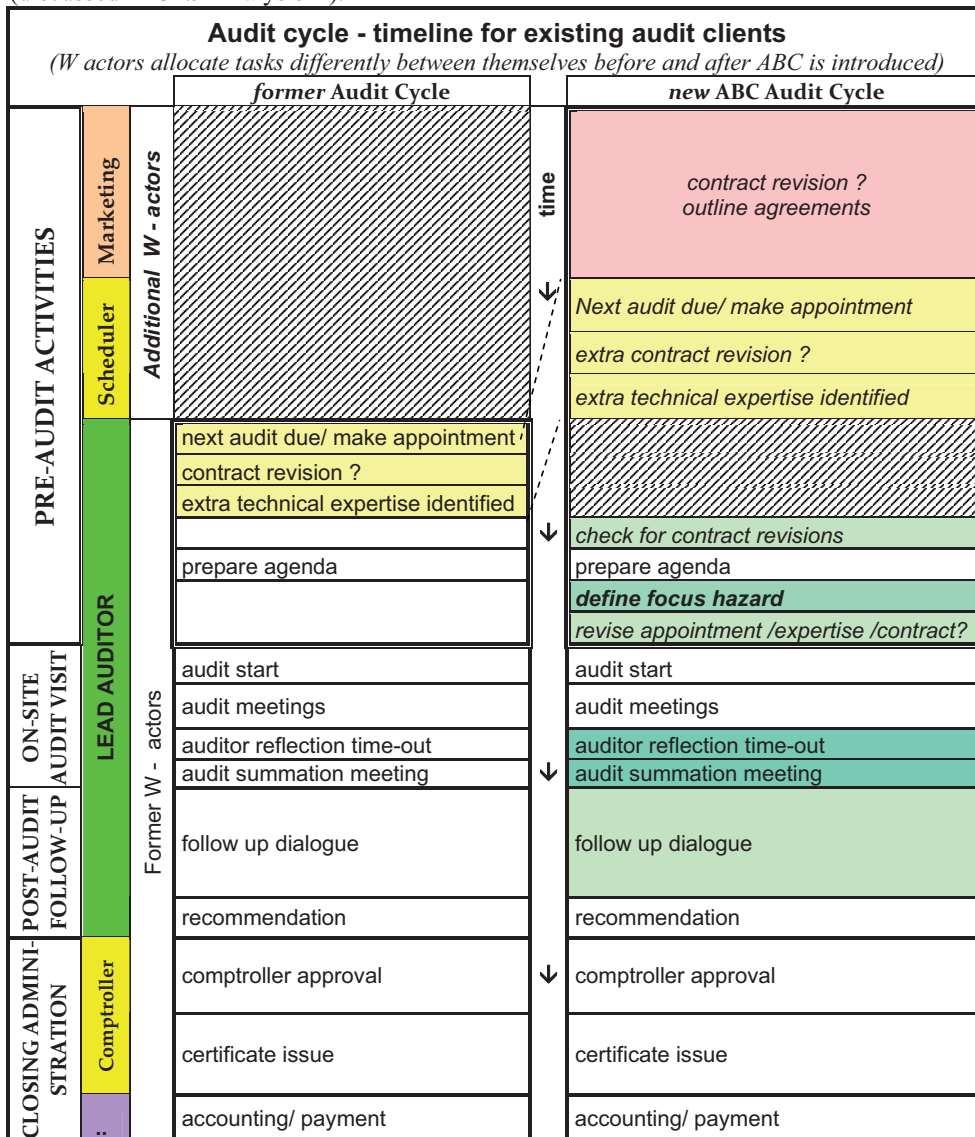 Audit cycle - timeline for existing audit clients
(W actors allocate tasks differently between themselves before and after ABC is introduced)
former Audit Cycle
new ABC Audit Cycle
PRE-AUDIT ACTIVITIES
Marketing
Additional W - actors
time
contract revision ?
outline agreements
Scheduler
Next audit due/ make appointment
extra contract revision ?
extra technical expertise identified
LEAD AUDITOR
Former W - actors
next audit due/ make appointment
contract revision ?
extra technical expertise identified
check for contract revisions
prepare agenda
prepare agenda
define focus hazard
revise appointment /expertise /contract?
ON-SITE
AUDIT VISIT
audit start
audit start
audit meetings
audit meetings
auditor reflection time-out
auditor reflection time-out
audit summation meeting
audit summation meeting
POST-AUDIT
FOLLOW-UP
follow up dialogue
follow up dialogue
recommendation
recommendation
CLOSING ADMINI-
STRATION
Comptroller
comptroller approval
comptroller approval
certificate issue
certificate issue
accounting/ payment
accounting/ payment